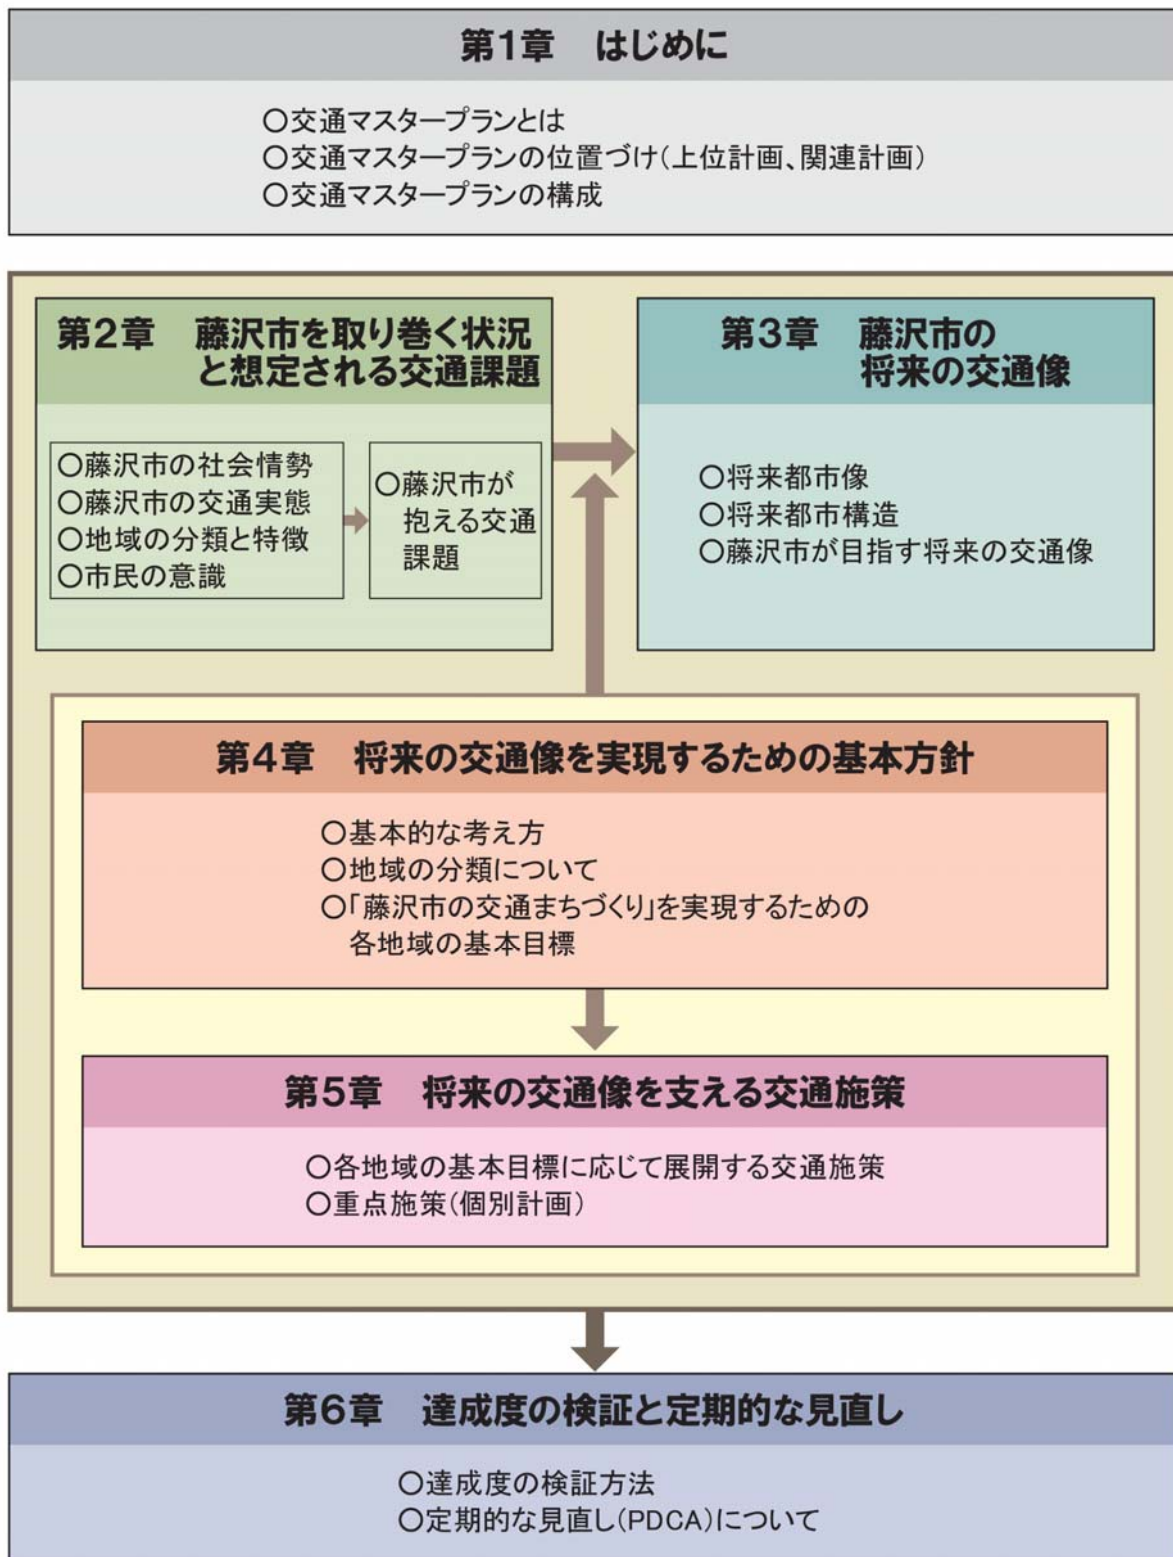 第1章　はじめに
○交通マスタープランとは
○交通マスタープランの位置づけ(上位計画、関連計画)
○交通マスタープランの構成
第2章　藤沢市を取り巻く状況
と想定される交通課題
○藤沢市の社会情勢
○藤沢市の交通実態
○地域の分類と特徴
○市民の意識
○藤沢市が
抱える交通
課題
第3章　藤沢市の
将来の交通像
○将来都市像
○将来都市構造
○藤沢市が目指す将来の交通像
第4章　将来の交通像を実現するための基本方針
○基本的な考え方
○地域の分類について
○「藤沢市の交通まちづくり」を実現するための
各地域の基本目標
第5章　将来の交通像を支える交通施策
○各地域の基本目標に応じて展開する交通施策
○重点施策(個別計画)
第6章　達成度の検証と定期的な見直し
○達成度の検証方法
○定期的な見直し(PDCA)について